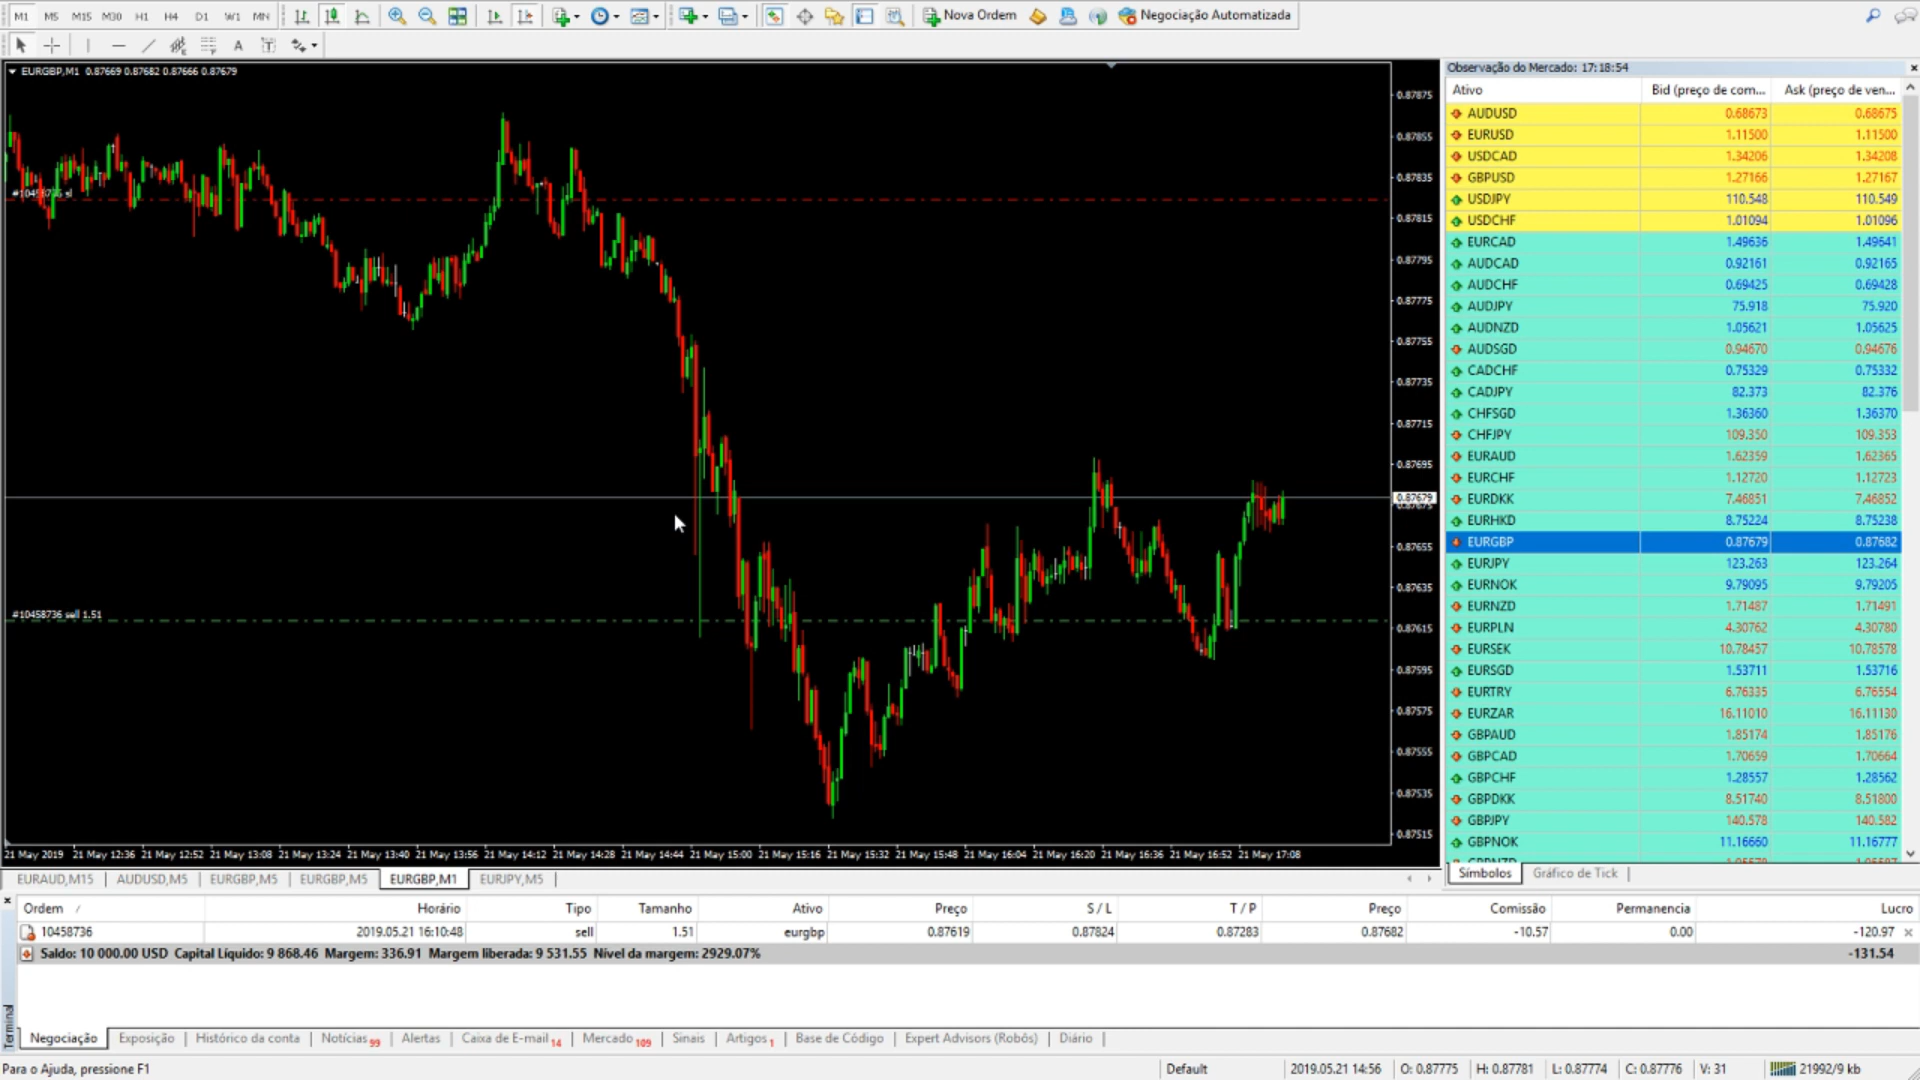 M1 M5 M15 M30 H1 H4 D1 W1 MN Nova Ordem Negociação Automatizada
A T
EURGBP,M1 0.87669 0.87682 0.87666 0.87679
#10458736 sl
#10458736 sell 1.51
0.87875
0.87855
0.87835
0.87815
0.87795
0.87775
0.87755
0.87735
0.87715
0.87695
0.87679
0.87675
0.87655
0.87635
0.87615
0.87595
0.87575
0.87555
0.87535
0.87515
21 May 2019 21 May 12:36 21 May 12:52 21 May 13:08 21 May 13:24 21 May 13:40 21 May 13:56 21 May 14:12 21 May 14:28 21 May 14:44 21 May 15:00 21 May 15:16 21 May 15:32 21 May 15:48 21 May 16:04 21 May 16:20 21 May 16:36 21 May 16:52 21 May 17:08
EURAUD,M15 AUDUSD,M5 EURGBP,M5 EURGBP,M5 EURGBP,M1 EURJPY,M5
Observação do Mercado: 17:18:54
Ativo Bid (preço de com... Ask (preço de ven...
AUDUSD 0.68673 0.68675
EURUSD 1.11500 1.11500
USDCAD 1.34206 1.34208
GBPUSD 1.27166 1.27167
USDJPY 110.548 110.549
USDCHF 1.01094 1.01096
EURCAD 1.49636 1.49641
AUDCAD 0.92161 0.92165
AUDCHF 0.69425 0.69428
AUDJPY 75.918 75.920
AUDNZD 1.05621 1.05625
AUDSGD 0.94670 0.94676
CADCHF 0.75329 0.75332
CADJPY 82.373 82.376
CHFSGD 1.36360 1.36370
CHFJPY 109.350 109.353
EURAUD 1.62359 1.62365
EURCHF 1.12720 1.12723
EURDKK 7.46851 7.46852
EURHKD 8.75224 8.75238
EURGBP 0.87679 0.87682
EURJPY 123.263 123.264
EURNOK 9.79095 9.79205
EURNZD 1.71487 1.71491
EURPLN 4.30762 4.30780
EURSEK 10.78457 10.78578
EURSGD 1.53711 1.53716
EURTRY 6.76335 6.76554
EURZAR 16.11010 16.11130
GBPAUD 1.85174 1.85176
GBPCAD 1.70659 1.70664
GBPCHF 1.28557 1.28562
GBPDKK 8.51740 8.51800
GBPJPY 140.578 140.582
GBPNOK 11.16660 11.16777
Símbolos Gráfico de Tick
Ordem / Horário Tipo Tamanho Ativo Preço S / L T / P Preço Comissão Permanencia Lucro
10458736 2019.05.21 16:10:48 sell 1.51 eurgbp 0.87619 0.87824 0.87283 0.87682 -10.57 0.00 -120.97
Saldo: 10 000.00 USD Capital Líquido: 9 868.46 Margem: 336.91 Margem liberada: 9 531.55 Nível da margem: 2929.07% -131.54
Terminal
Negociação Exposição Histórico da conta Notícias 99 Alertas Caixa de E-mail 14 Mercado 109 Sinais Artigos 1 Base de Código Expert Advisors (Robôs) Diário
Para o Ajuda, pressione F1 Default 2019.05.21 14:56 O: 0.87775 H: 0.87781 L: 0.87774 C: 0.87776 V: 31 21992/9 kb